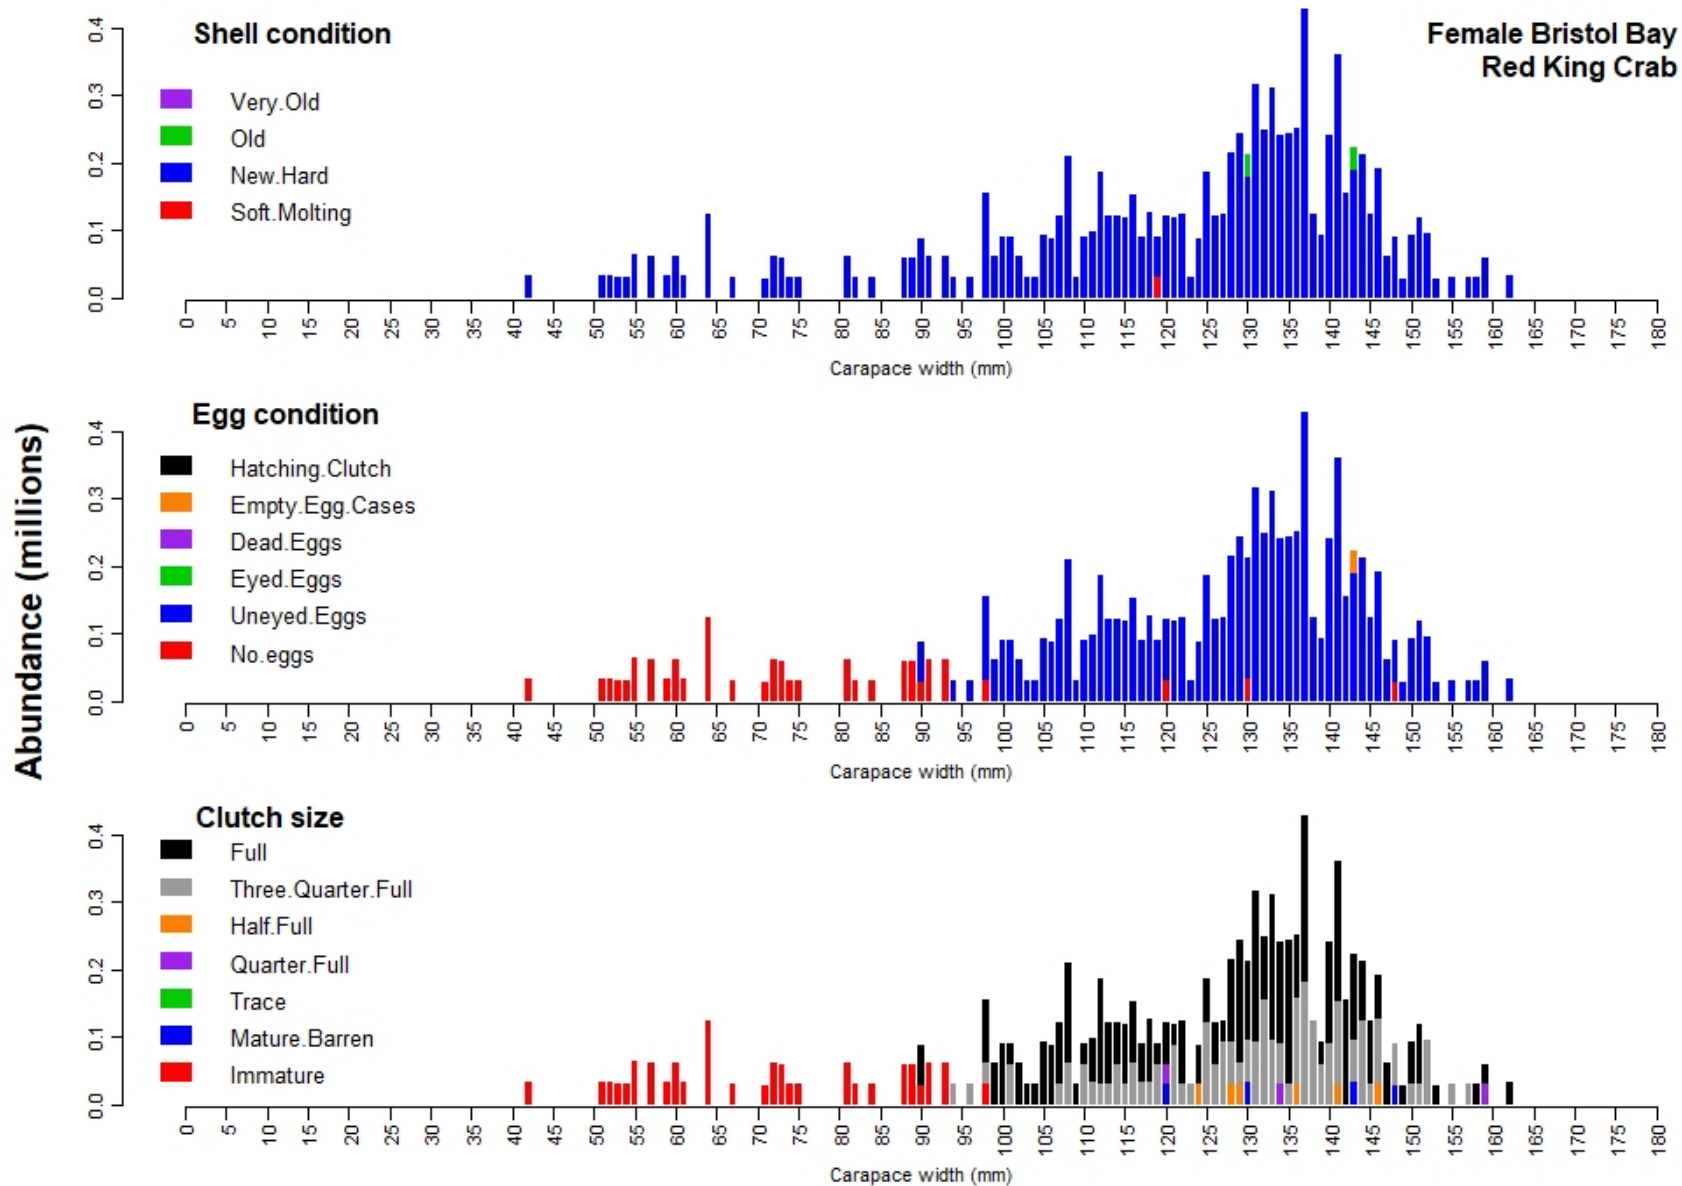 Shell condition
Female Bristol Bay
Red King Crab
Very.Old
Old
New.Hard
Soft.Molting
0.0 0.1 0.2 0.3 0.4
0 5 10 15 20 25 30 35 40 45 50 55 60 65 70 75 80 85 90 95 100 105 110 115 120 125 130 135 140 145 150 155 160 165 170 175 180
Carapace width (mm)
Abundance (millions)
Egg condition
Hatching.Clutch
Empty.Egg.Cases
Dead.Eggs
Eyed.Eggs
Uneyed.Eggs
No.eggs
0.0 0.1 0.2 0.3 0.4
0 5 10 15 20 25 30 35 40 45 50 55 60 65 70 75 80 85 90 95 100 105 110 115 120 125 130 135 140 145 150 155 160 165 170 175 180
Carapace width (mm)
Clutch size
Full
Three.Quarter.Full
Half.Full
Quarter.Full
Trace
Mature.Barren
Immature
0.0 0.1 0.2 0.3 0.4
0 5 10 15 20 25 30 35 40 45 50 55 60 65 70 75 80 85 90 95 100 105 110 115 120 125 130 135 140 145 150 155 160 165 170 175 180
Carapace width (mm)